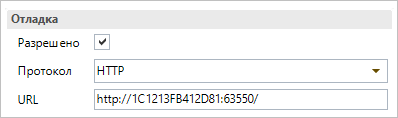 Отладка
Разрешено
Протокол HTTP
URL http://1C1213FB412D81:63550/